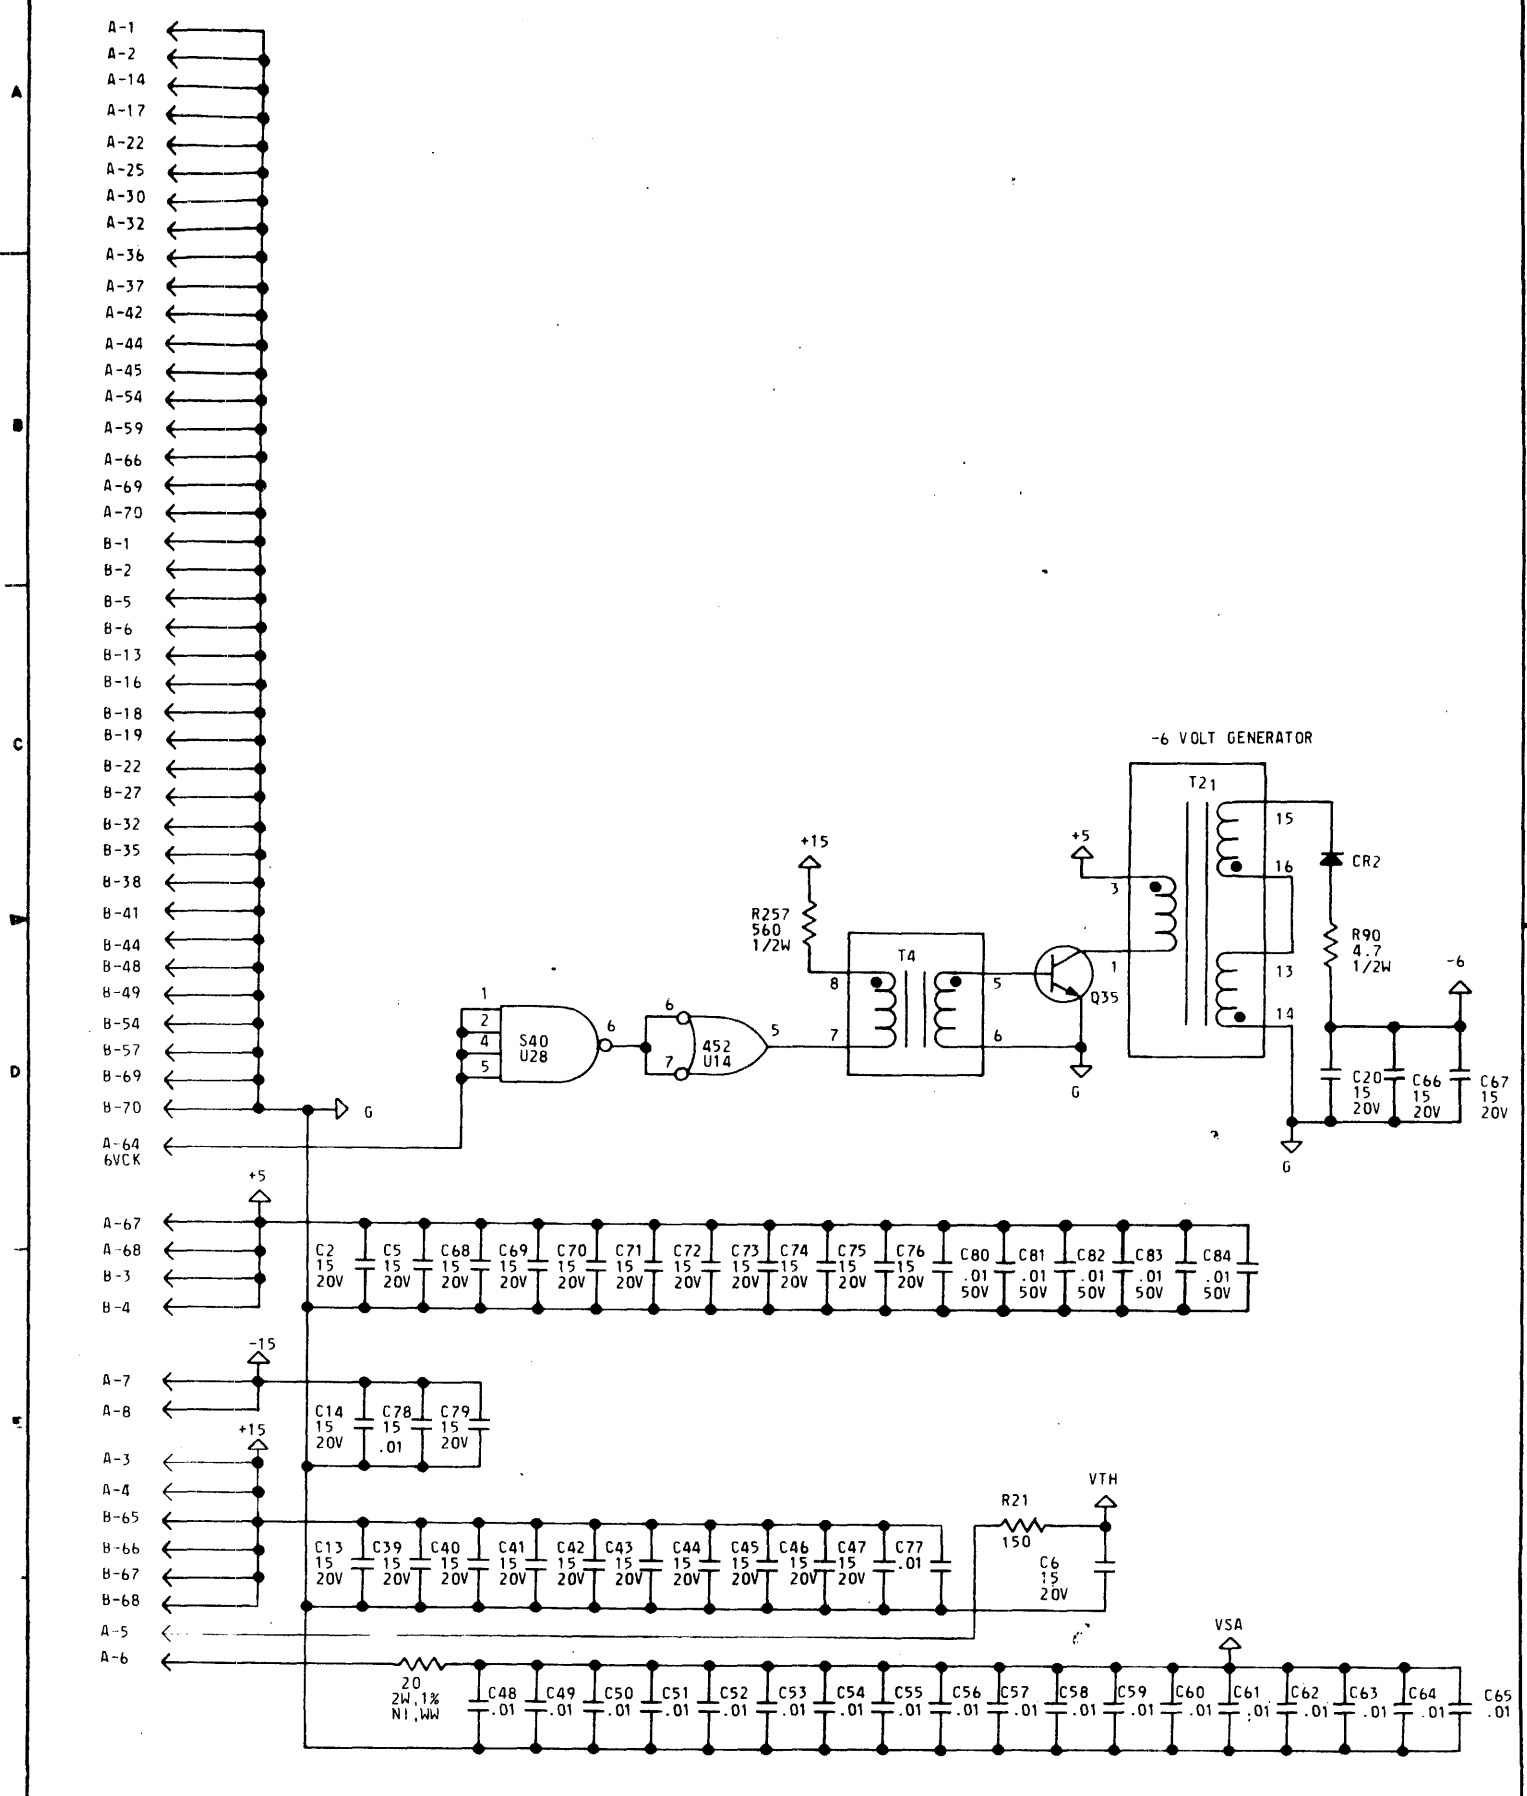 A-1
A-2
A-14
A
A-17
A-22
A-25
A-30
A-32
A-36
A-37
A-42
A-44
A-45
A-54
B
A-59
A-66
A-69
A-70
B-1
B-2
B-5
B-6
B-13
B-16
B-18
B-19
C
B-22
B-27
B-32
B-35
B-38
B-41
B-44
B-48
B-49
B-54
B-57
D
B-69
B-70
G
A-64
6VCK
-6 VOLT GENERATOR
T21
15
16
3
1
13
14
+5
CR2
R90
4.7
1/2W
-6
+15
R257
560
1/2W
T4
8
7
5
6
Q35
G
1
2
4
5
S40
U28
6
6
7
452
U14
5
C20
15
20V
C66
15
20V
C67
15
20V
G
+5
A-67
A-68
B-3
B-4
C2 C5 C68 C69 C70 C71 C72 C73 C74 C75 C76 C80 C81 C82 C83 C84
15 15 15 15 15 15 15 15 15 15 15 .01 .01 .01 .01 .01
20V 20V 20V 20V 20V 20V 20V 20V 20V 20V 20V 50V 50V 50V 50V 50V
-15
A-7
A-8
C14 C78 C79
15 15 15
20V .01 20V
+15
A-3
A-4
B-65
B-66
B-67
B-68
C13 C39 C40 C41 C42 C43 C44 C45 C46 C47 C77
15 15 15 15 15 15 15 15 15 15 .01
20V 20V 20V 20V 20V 20V 20V 20V 20V 20V
R21
150
VTH
C6
15
20V
A-5
A-6
20
2W,1%
NI,WW
VSA
C48 C49 C50 C51 C52 C53 C54 C55 C56 C57 C58 C59 C60 C61 C62 C63 C64 C65
.01 .01 .01 .01 .01 .01 .01 .01 .01 .01 .01 .01 .01 .01 .01 .01 .01 .01